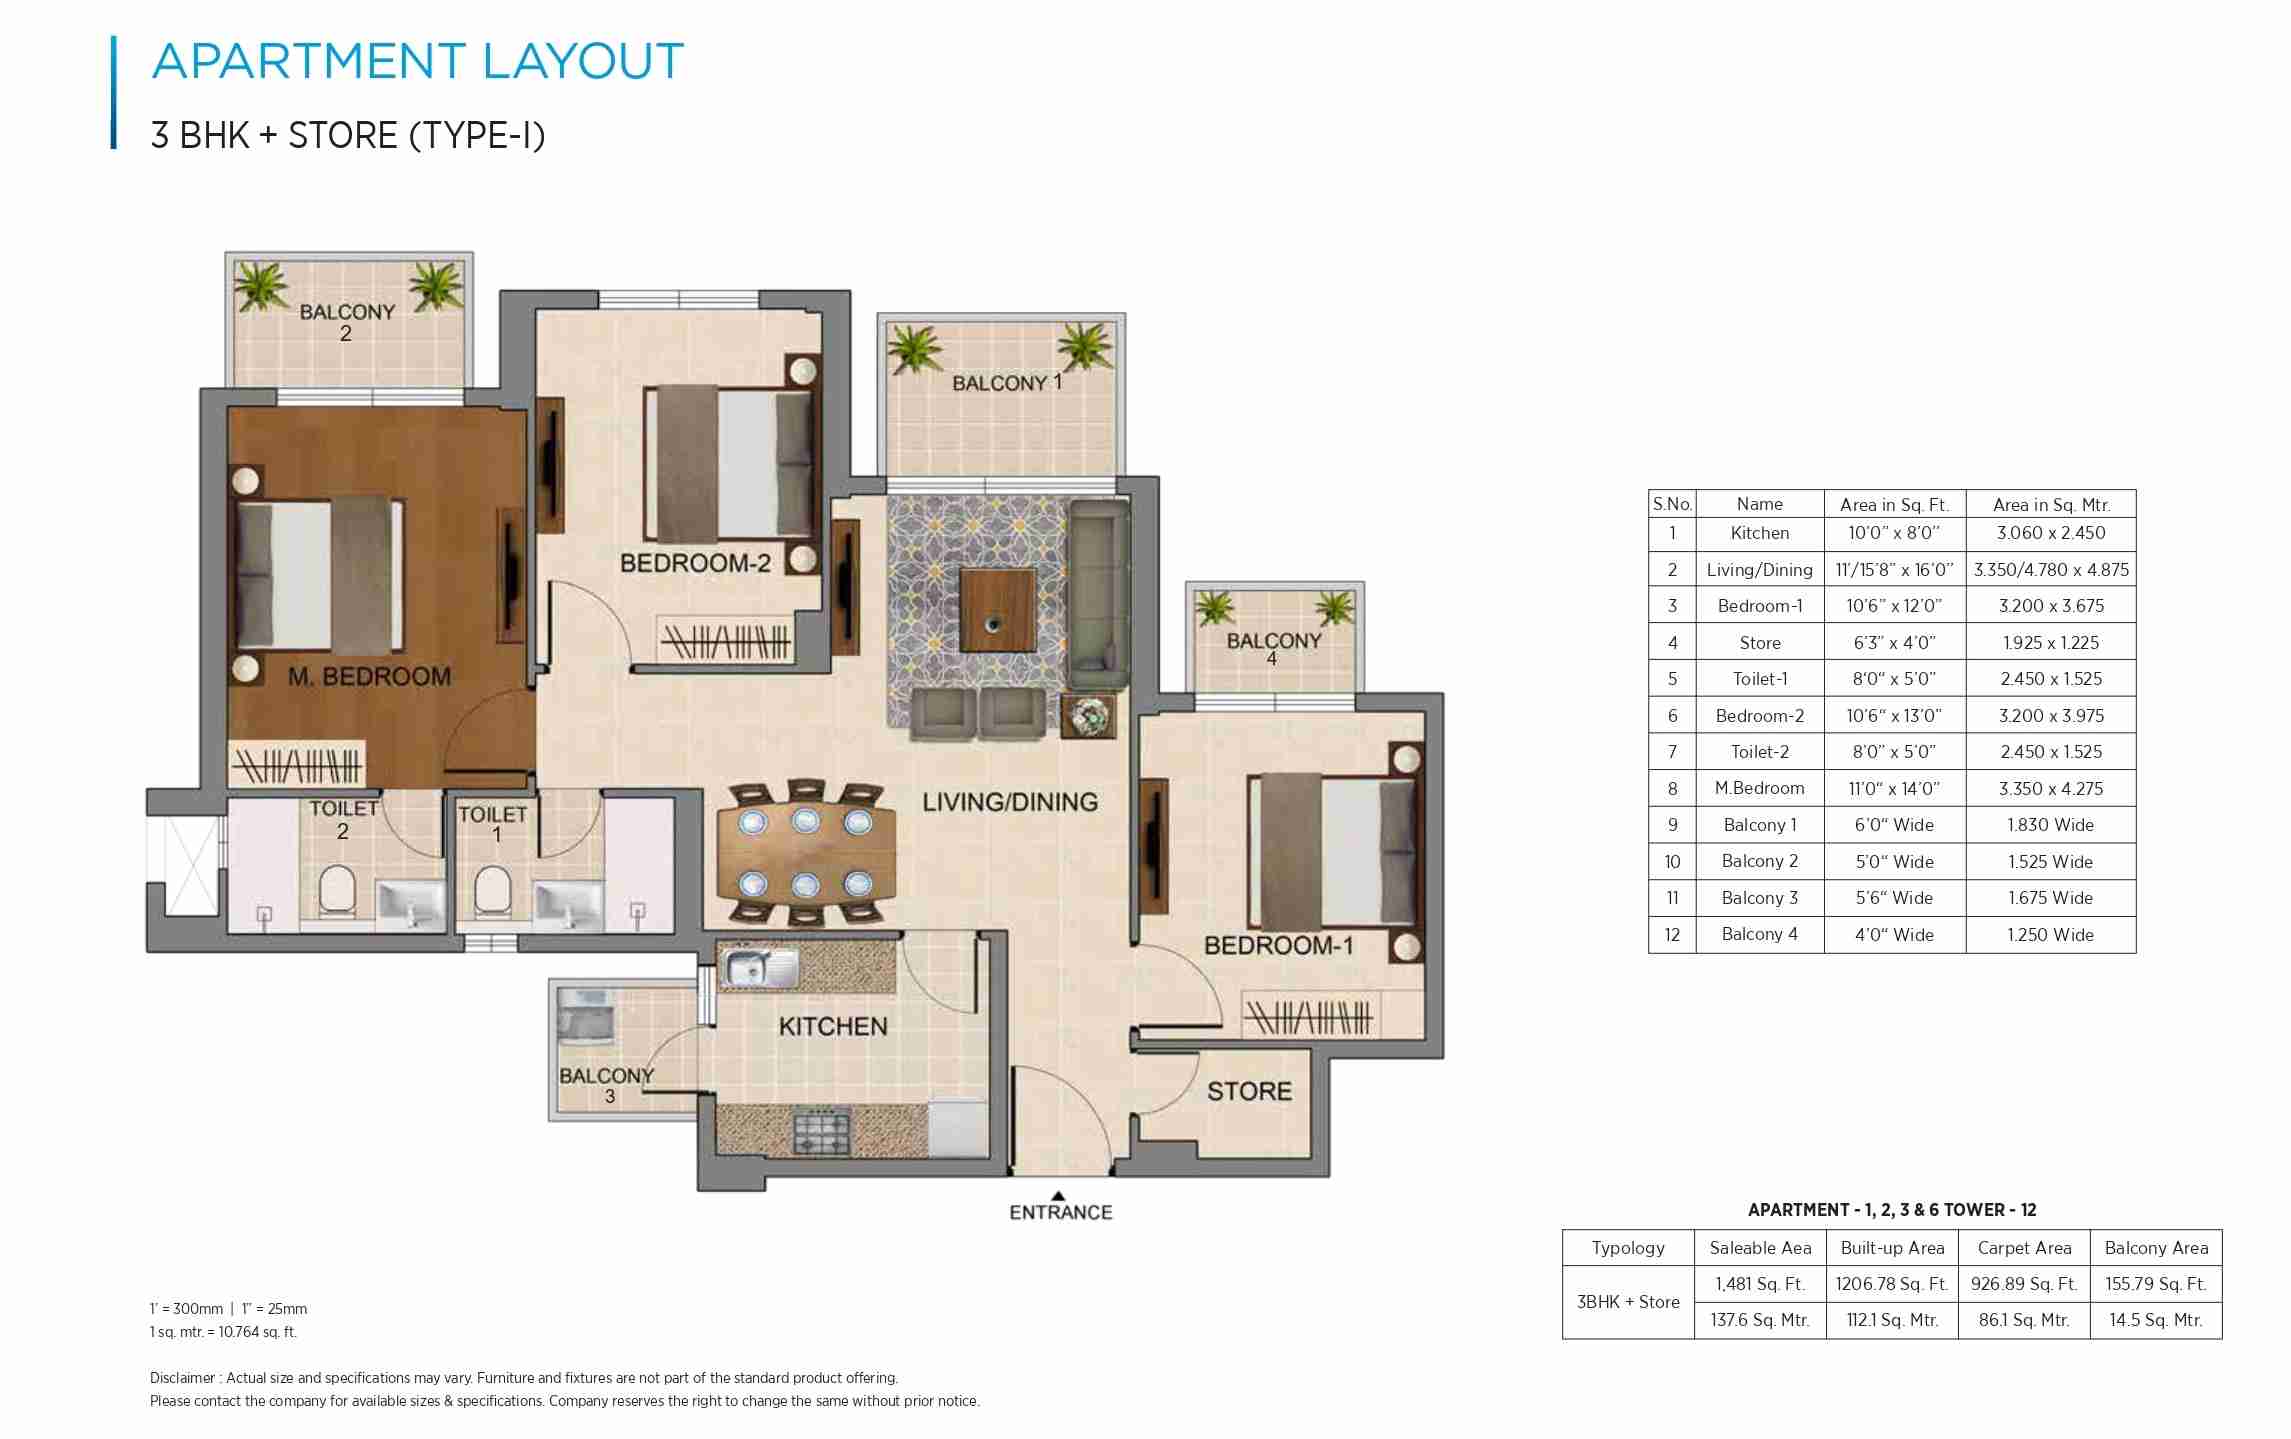 APARTMENT LAYOUT
3 BHK + STORE (TYPE-I)
BALCONY
2
BALCONY 1
BEDROOM-2
M. BEDROOM
BALCONY
4
LIVING/DINING
TOILET
2
TOILET
1
BEDROOM-1
KITCHEN
BALCONY
3
STORE
ENTRANCE
S.No. Name Area in Sq. Ft. Area in Sq. Mtr.
1 Kitchen 10'0" x 8'0'' 3.060 x 2.450
2 Living/Dining 11'/15'8" x 16'0'' 3.350/4.780 x 4.875
3 Bedroom-1 10'6" x 12'0" 3.200 x 3.675
4 Store 6'3" x 4'0" 1.925 x 1.225
5 Toilet-1 8'0“ x 5'0" 2.450 x 1.525
6 Bedroom-2 10'6“ x 13'0" 3.200 x 3.975
7 Toilet-2 8'0" x 5'0" 2.450 x 1.525
8 M.Bedroom 11'0“ x 14'0" 3.350 x 4.275
9 Balcony 1 6'0“ Wide 1.830 Wide
10 Balcony 2 5'0“ Wide 1.525 Wide
11 Balcony 3 5'6“ Wide 1.675 Wide
12 Balcony 4 4'0“ Wide 1.250 Wide
APARTMENT - 1, 2, 3 & 6 TOWER - 12
Typology Saleable Aea Built-up Area Carpet Area Balcony Area
3BHK + Store 1,481 Sq. Ft. 1206.78 Sq. Ft. 926.89 Sq. Ft. 155.79 Sq. Ft.
137.6 Sq. Mtr. 112.1 Sq. Mtr. 86.1 Sq. Mtr. 14.5 Sq. Mtr.
1' = 300mm | 1" = 25mm
1 sq. mtr. = 10.764 sq. ft.
Disclaimer : Actual size and specifications may vary. Furniture and fixtures are not part of the standard product offering.
Please contact the company for available sizes & specifications. Company reserves the right to change the same without prior notice.